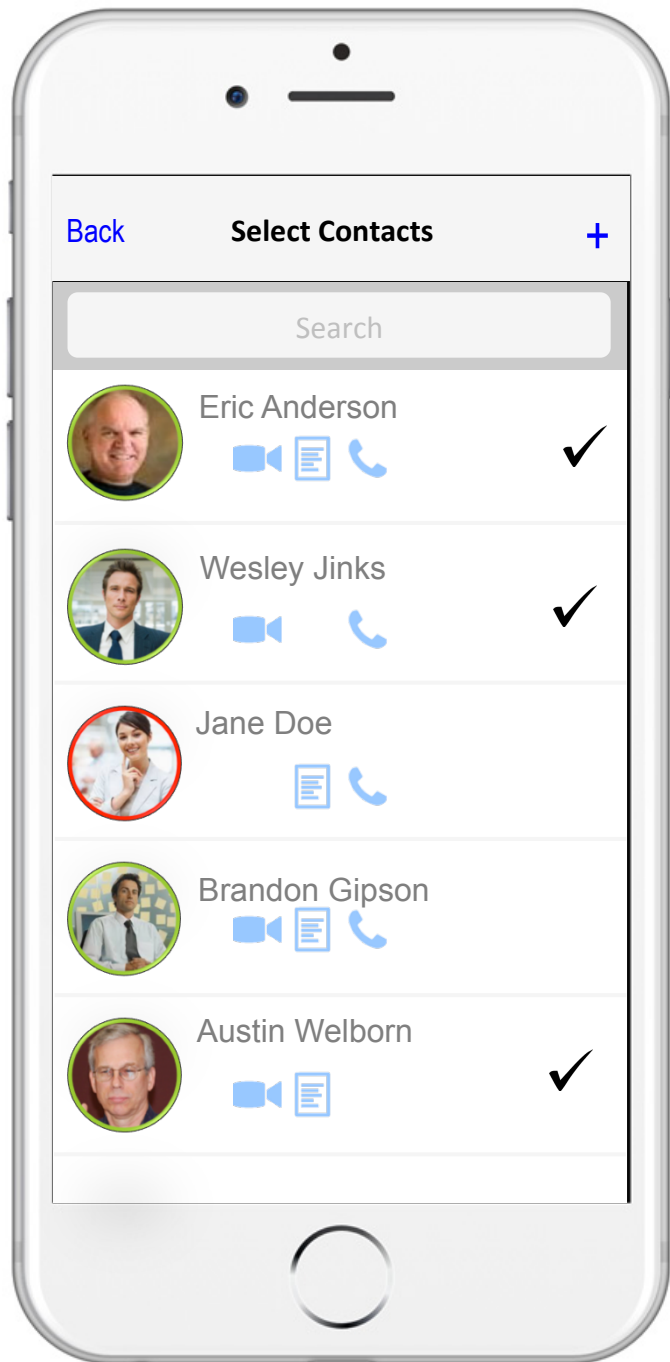 Back Select Contacts +
Search
Eric Anderson
Wesley Jinks
Jane Doe
Brandon Gipson
Austin Welborn